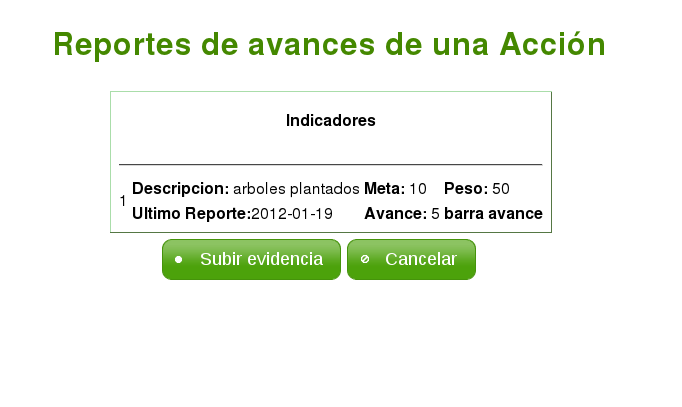 Reportes de avances de una Acción
Indicadores
1
Descripcion: arboles plantados Meta: 10 Peso: 50
Ultimo Reporte:2012-01-19 Avance: 5 barra avance
Subir evidencia
Cancelar